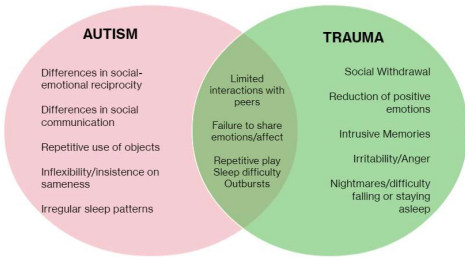 AUTISM
Differences in social-
emotional reciprocity
Differences in social
communication
Repetitive use of objects
Inflexibility/insistence on
sameness
Irregular sleep patterns
Limited
interactions with
peers
Failure to share
emotions/affect
Repetitive play
Sleep difficulty
Outbursts
TRAUMA
Social Withdrawal
Reduction of positive
emotions
Intrusive Memories
Irritability/Anger
Nightmares/difficulty
falling or staying
asleep